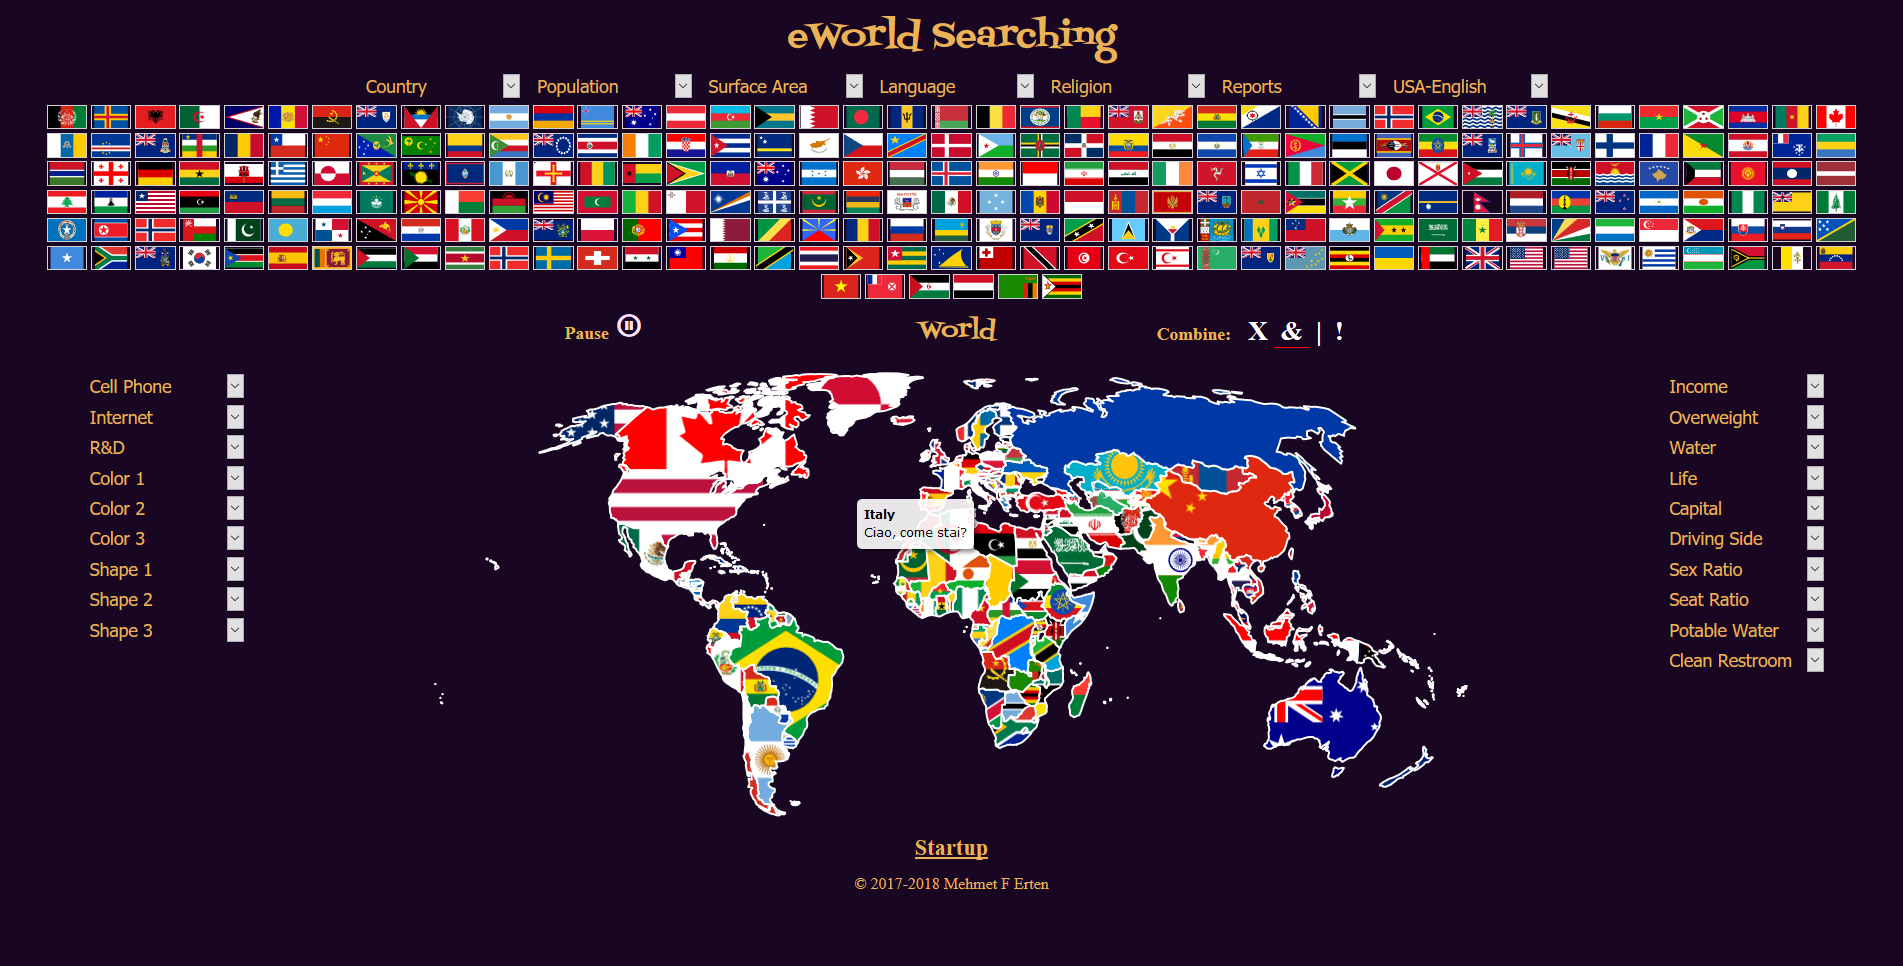 eWorld Searching
Country Population Surface Area Language Religion Reports USA-English
Pause World Combine: X & | !
Cell Phone
Internet
R&D
Color 1
Color 2
Color 3
Shape 1
Shape 2
Shape 3
Italy
Ciao, come stai?
Income
Overweight
Water
Life
Capital
Driving Side
Sex Ratio
Seat Ratio
Potable Water
Clean Restroom
Startup
© 2017-2018 Mehmet F Erten